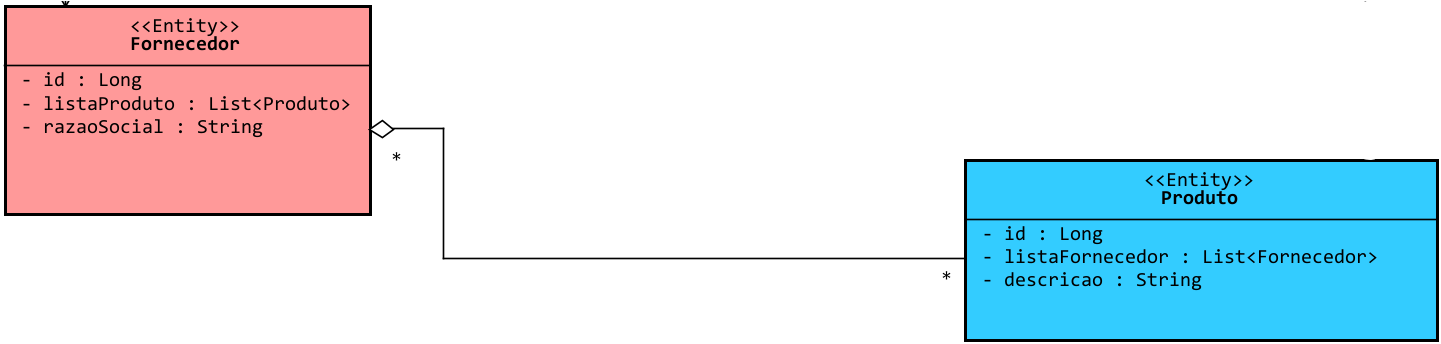 <<Entity>>
Fornecedor
- id : Long
- listaProduto : List<Produto>
- razaoSocial : String
*
*
<<Entity>>
Produto
- id : Long
- listaFornecedor : List<Fornecedor>
- descricao : String